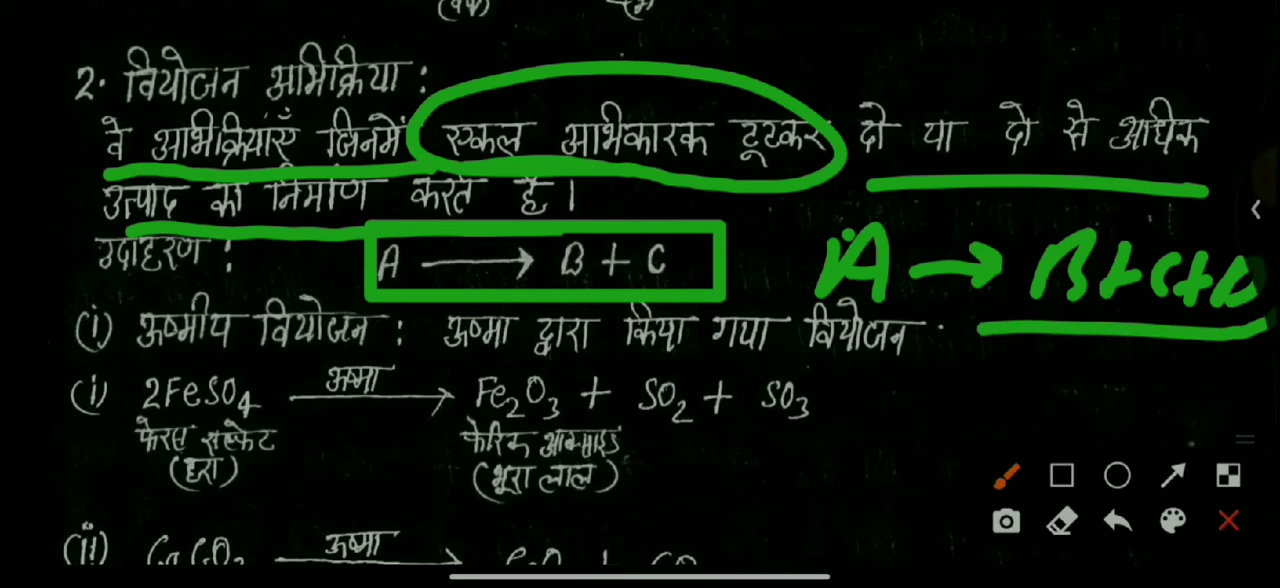 2. वियोजन अभिक्रिया :
वे अभिक्रियाएँ जिनमें एकल अभिकारक टूटकर दो या दो से अधिक
उत्पाद का निर्माण करते है ।
उदाहरण : A ⟶ B + C A → B+C+D
(i) ऊष्मीय वियोजन : ऊष्मा द्वारा किया गया वियोजन
(i) 2FeSO4 ऊष्मा ⟶ Fe2O3 + SO2 + SO3
फेरस सल्फेट फेरिक आक्साइड
(हरा) (भूरा लाल)
(ii) ऊष्मा